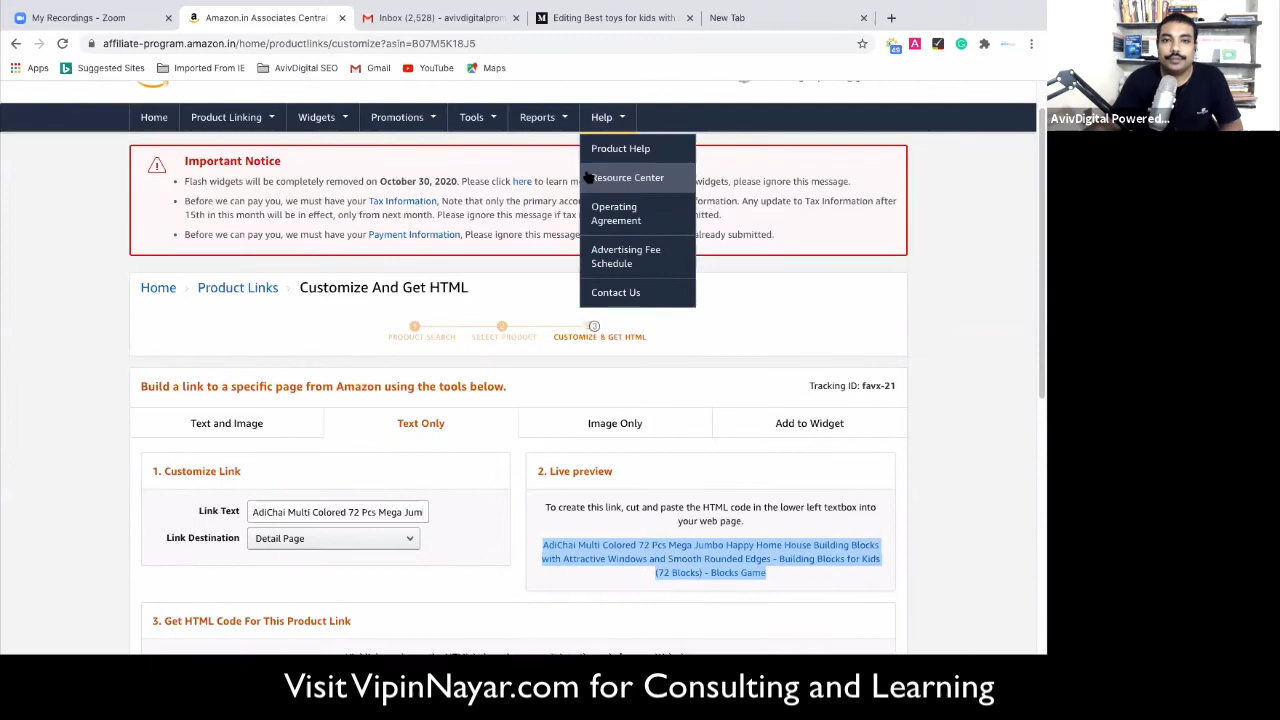 My Recordings - Zoom
Amazon.in Associates Central
Inbox (2,528) - avivdigitalprom
Editing Best toys for kids with
New Tab
affiliate-program.amazon.in/home/productlinks/customize?asin=
Apps
Suggested Sites
Imported From IE
AvivDigital SEO
Gmail
YouTube
Maps
Home
Product Linking
Widgets
Promotions
Tools
Reports
Help
Product Help
Resource Center
Operating
Agreement
Advertising Fee
Schedule
Contact Us
Important Notice
Flash widgets will be completely removed on October 30, 2020. Please click here to learn widgets, please ignore this message.
Before we can pay you, we must have your Tax Information, Note that only the primary formation. Any update to Tax Information after
15th in this month will be in effect, only from next month. Please ignore this message if tax
Before we can pay you, we must have your Payment Information, Please ignore this already submitted.
Home
Product Links
Customize And Get HTML
1
2
3
PRODUCT SEARCH
SELECT PRODUCT
CUSTOMIZE & GET HTML
Build a link to a specific page from Amazon using the tools below.
Tracking ID: favx-21
Text and Image
Text Only
Image Only
Add to Widget
1. Customize Link
Link Text
AdiChai Multi Colored 72 Pcs Mega Jum
Link Destination
Detail Page
2. Live preview
To create this link, cut and paste the HTML code in the lower left textbox into
your web page.
AdiChai Multi Colored 72 Pcs Mega Jumbo Happy Home House Building Blocks
with Attractive Windows and Smooth Rounded Edges - Building Blocks for Kids
(72 Blocks) - Blocks Game
3. Get HTML Code For This Product Link
AvivDigital Powered...
Visit VipinNayar.com for Consulting and Learning